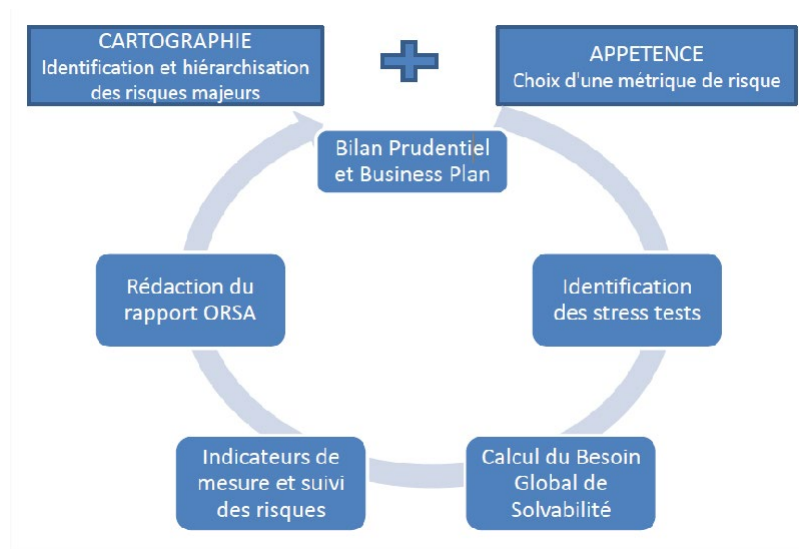 CARTOGRAPHIE
Identification et hiérarchisation
des risques majeurs
APPETENCE
Choix d'une métrique de risque
Bilan Prudentiel
et Business Plan
Identification
des stress tests
Calcul du Besoin
Global de
Solvabilité
Indicateurs de
mesure et suivi
des risques
Rédaction du
rapport ORSA